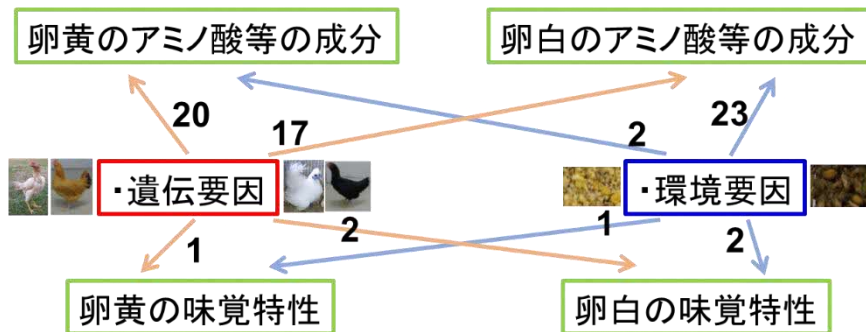 卵黄のアミノ酸等の成分
卵白のアミノ酸等の成分
20
17
2
23
・遺伝要因
・環境要因
1
2
1
2
卵黄の味覚特性
卵白の味覚特性